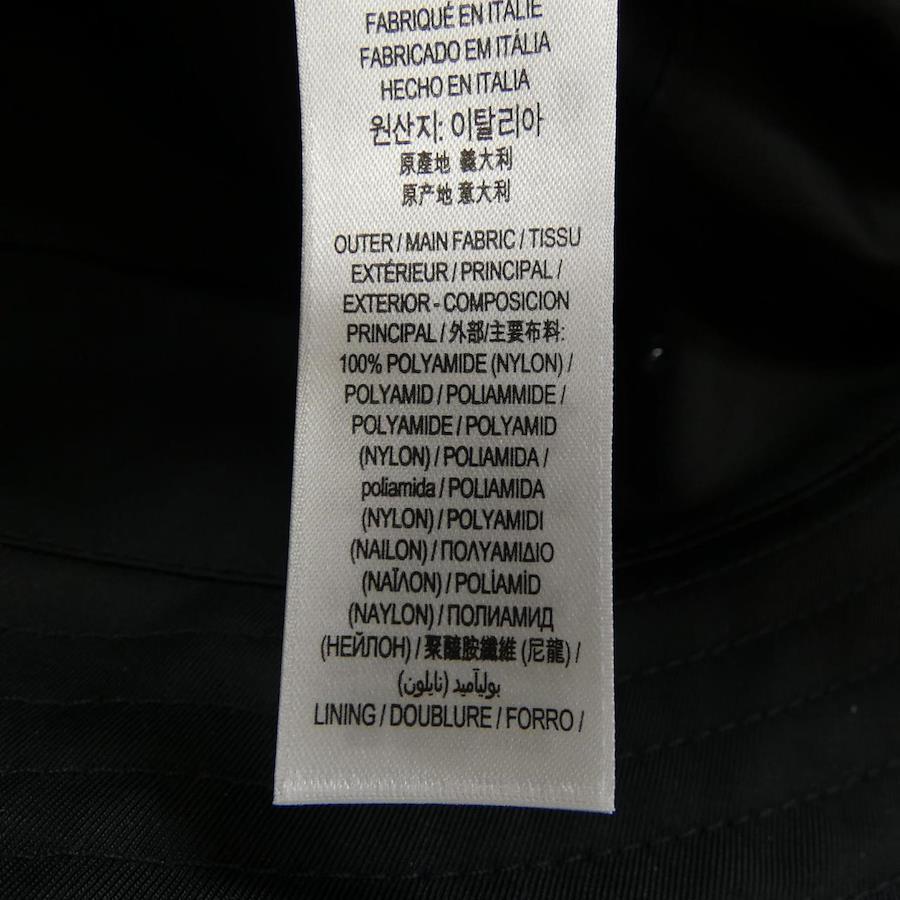 FABRIQUÉ EN ITALIE
FABRICADO EM ITÁLIA
HECHO EN ITALIA
원산지: 이탈리아
原產地 義大利
原产地 意大利
OUTER / MAIN FABRIC / TISSU
EXTÉRIEUR / PRINCIPAL /
EXTERIOR - COMPOSICION
PRINCIPAL / 外部/主要布料:
100% POLYAMIDE (NYLON) /
POLYAMID / POLIAMMIDE /
POLYAMIDE / POLYAMID
(NYLON) / POLIAMIDA /
poliamida / POLIAMIDA
(NYLON) / POLYAMIDI
(NAILON) / ΠΟΛΥΑΜΙΔΙΟ
(ΝΑΪΛΟΝ) / POLİAMİD
(NAYLON) / ПОЛИАМИД
(НЕЙЛОН) / 聚醯胺纖維 (尼龍) /
بوليآميد (نايلون)
LINING / DOUBLURE / FORRO /